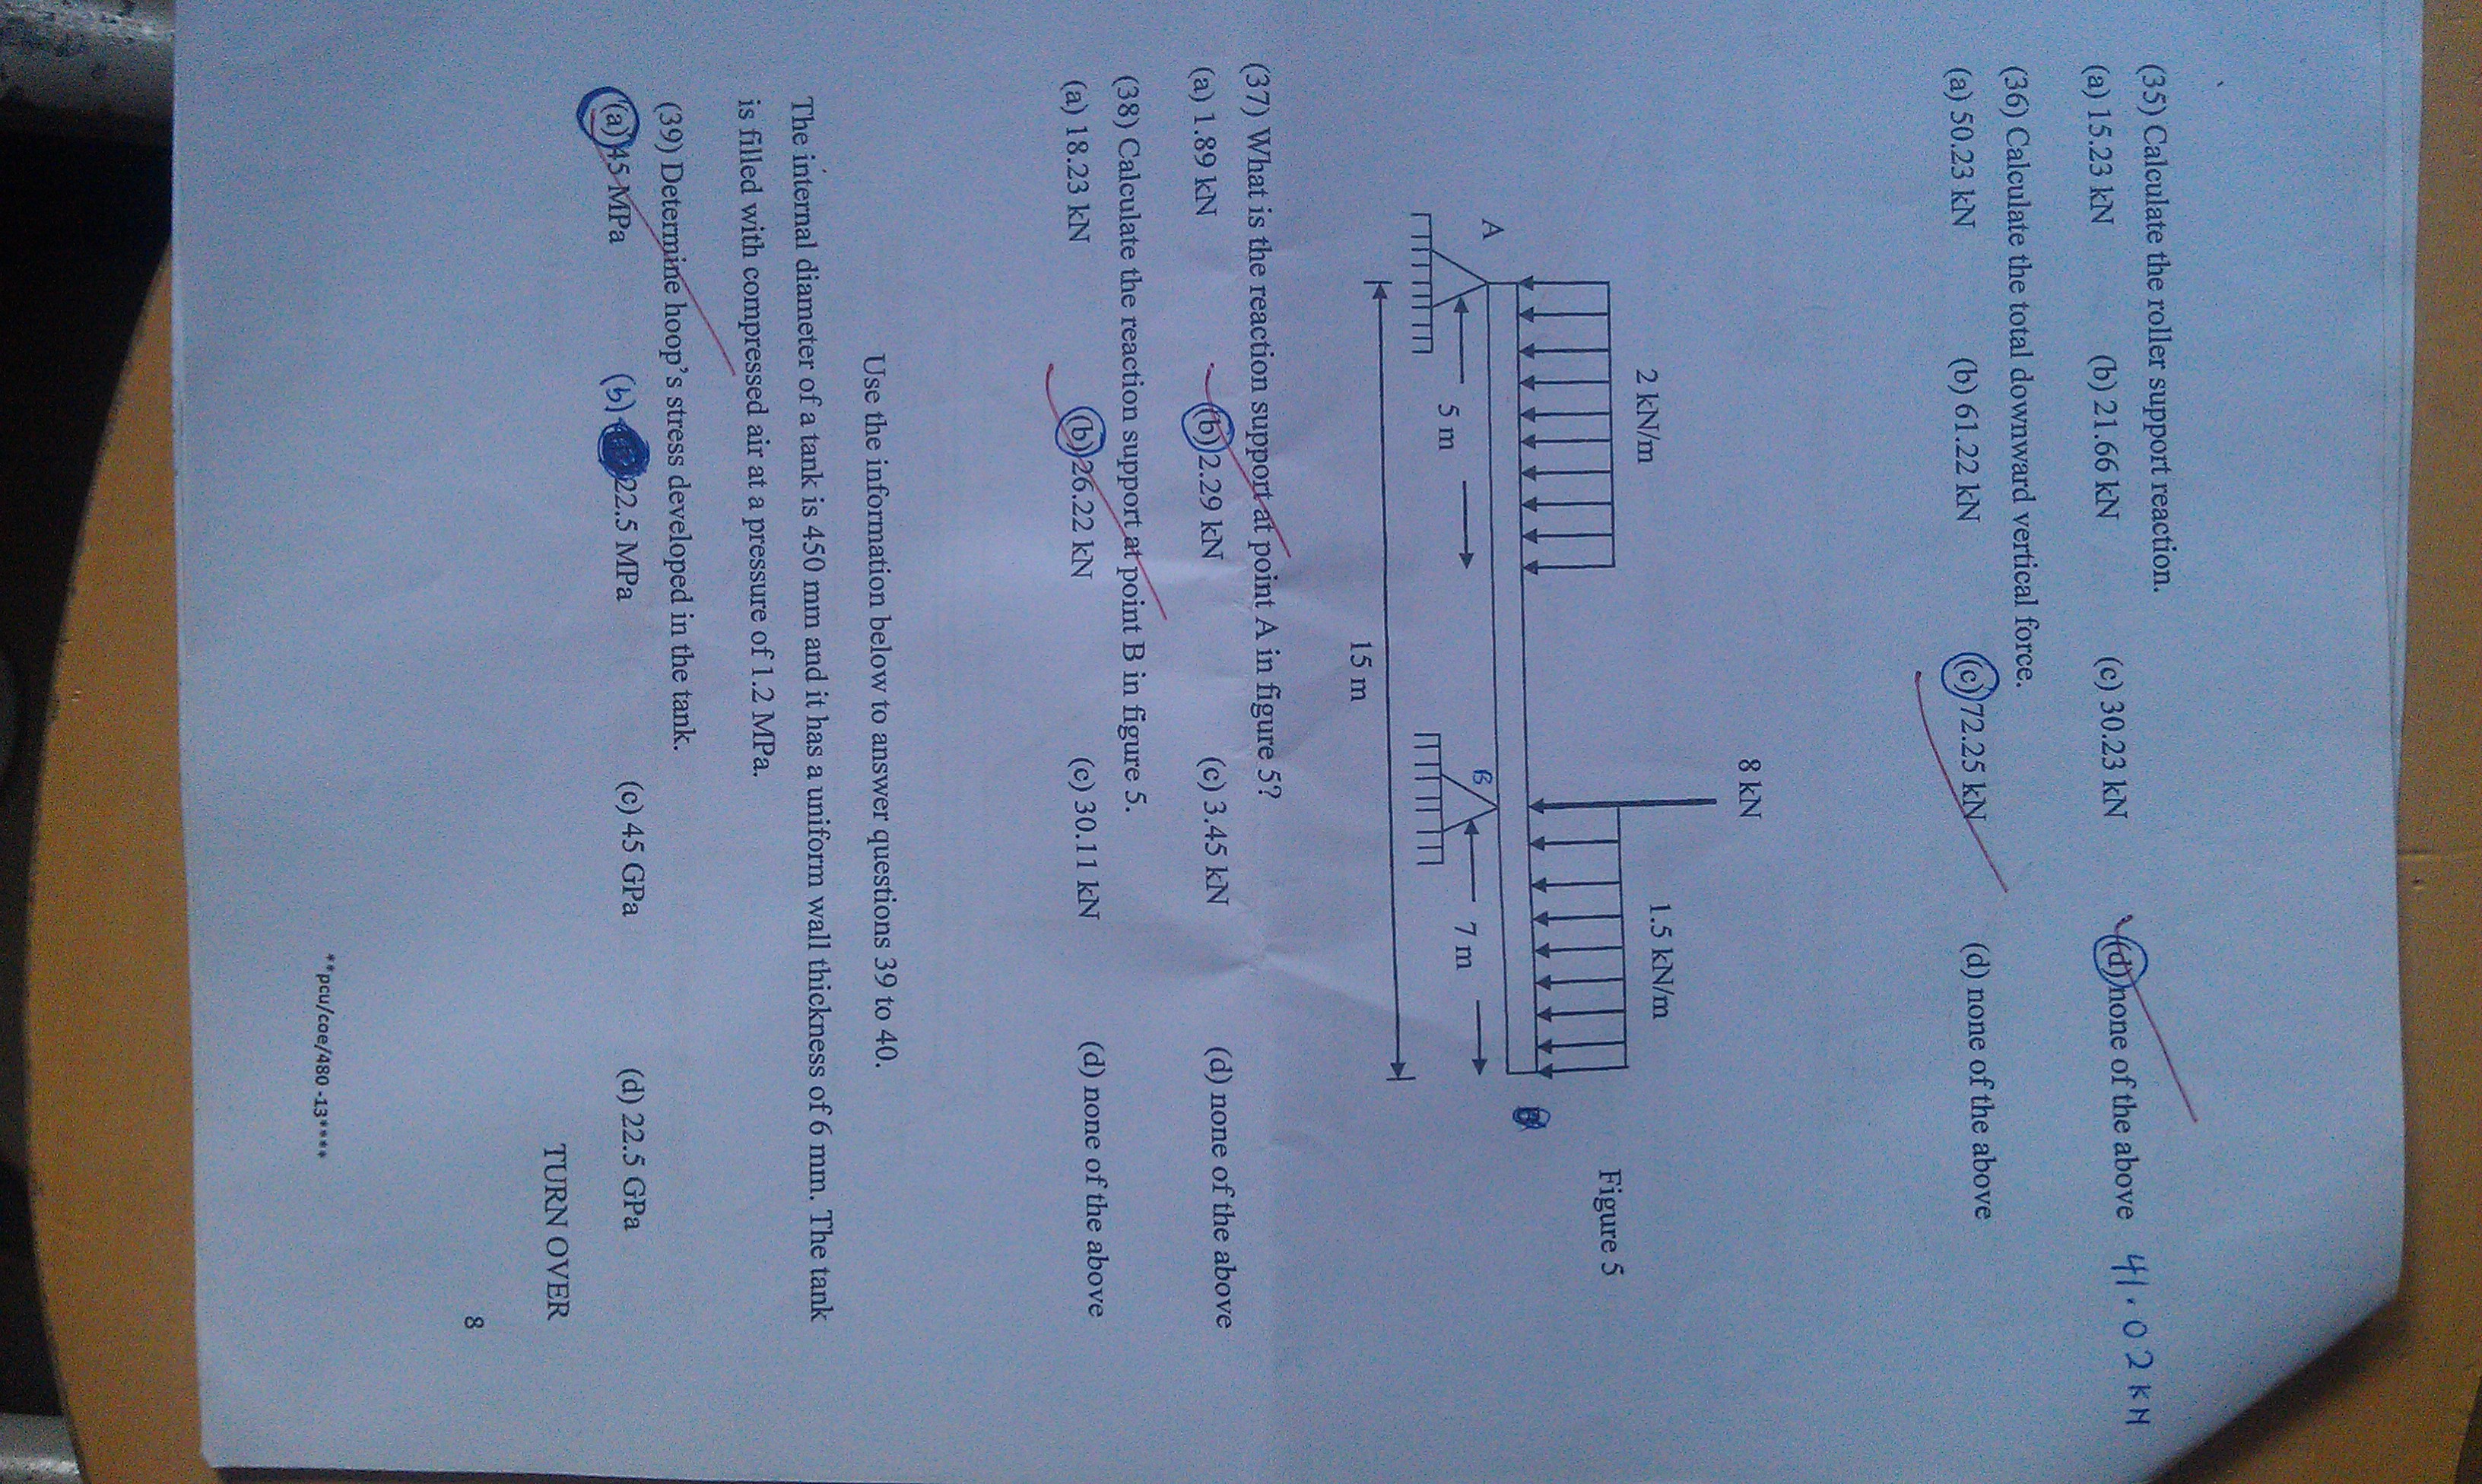 (35) Calculate the roller support reaction.
(a) 15.23 kN (b) 21.66 kN (c) 30.23 kN (d) none of the above 41.02 KN
(36) Calculate the total downward vertical force.
(a) 50.23 kN (b) 61.22 kN (c) 72.25 kN (d) none of the above
8 kN
2 kN/m 1.5 kN/m
Figure 5
A B
5 m 7 m
15 m
(37) What is the reaction support at point A in figure 5?
(a) 1.89 kN (b) 2.29 kN (c) 3.45 kN (d) none of the above
(38) Calculate the reaction support at point B in figure 5.
(a) 18.23 kN (b) 26.22 kN (c) 30.11 kN (d) none of the above
Use the information below to answer questions 39 to 40.
The internal diameter of a tank is 450 mm and it has a uniform wall thickness of 6 mm. The tank
is filled with compressed air at a pressure of 1.2 MPa.
(39) Determine hoop's stress developed in the tank.
(a) 45 MPa (b) 22.5 MPa (c) 45 GPa (d) 22.5 GPa
TURN OVER
8
**pcu/coe/480 -13****